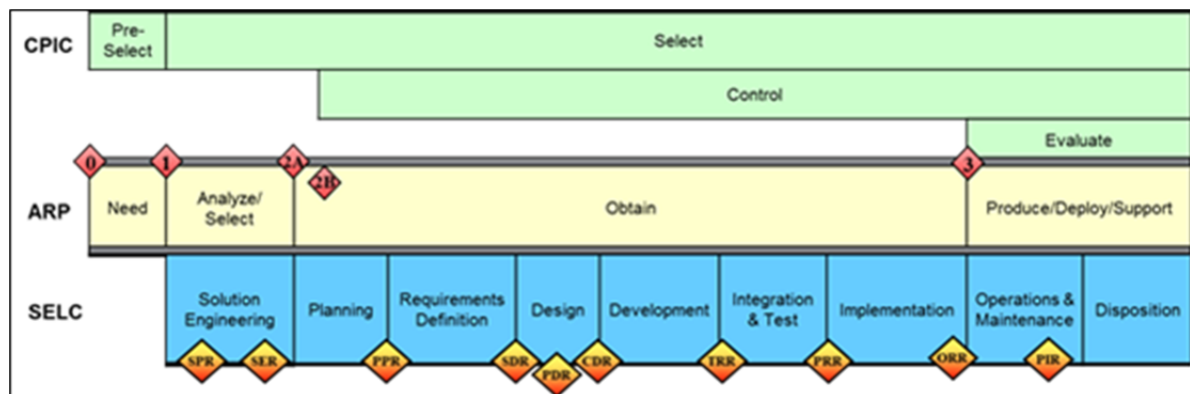 CPIC
Pre-
Select
Select
Control
Evaluate
0
1
2A
2B
3
ARP
Need
Analyze/
Select
Obtain
Produce/Deploy/Support
SELC
Solution
Engineering
Planning
Requirements
Definition
Design
Development
Integration
& Test
Implementation
Operations &
Maintenance
Disposition
SPR
SER
PPR
SDR
PDR
CDR
TRR
PRR
ORR
PIR